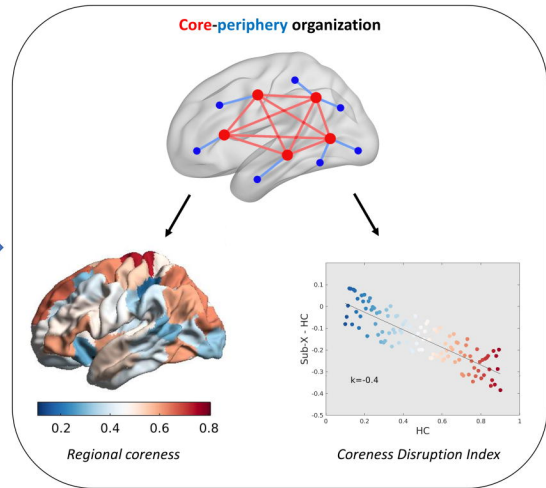 Core-periphery organization
0.2 0.4 0.6 0.8
Regional coreness
Sub-X - HC
0.1
0
-0.1
-0.2
-0.3
-0.4
-0.5
k=-0.4
0 0.2 0.4 0.6 0.8 1
HC
Coreness Disruption Index